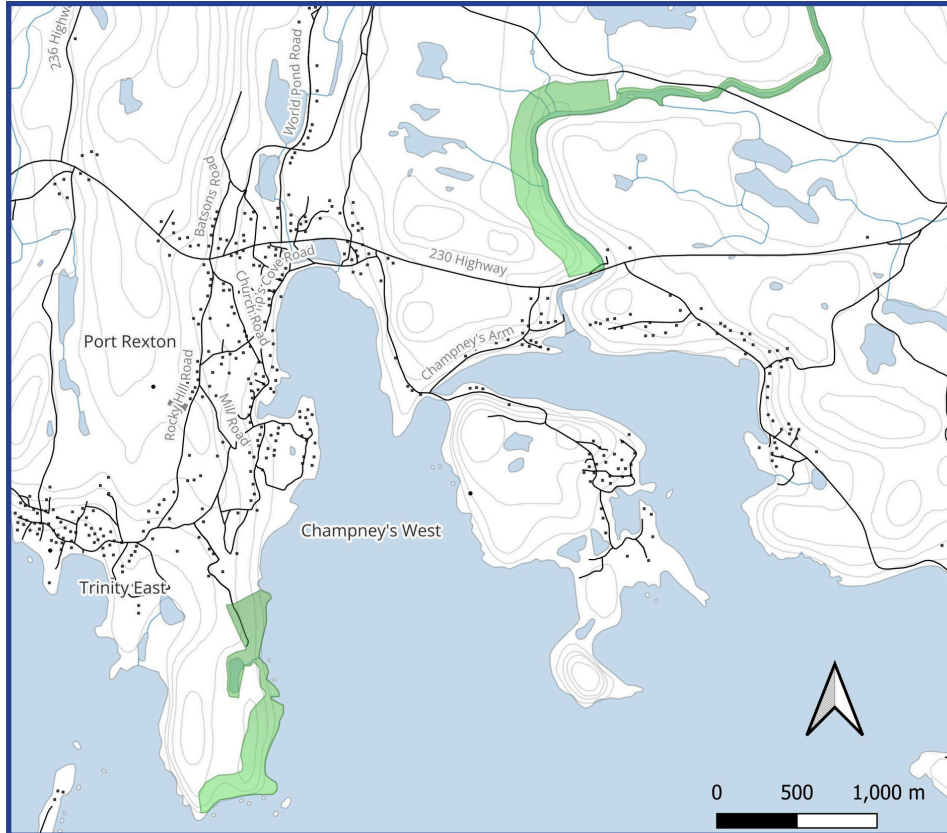 236 Highway
World Pond Road
Batsons Road
230 Highway
Cove Road
Church Road
Port Rexton
Champney's Arm
Rocky Hill Road
Mill Road
Champney's West
Trinity East
0 500 1,000 m